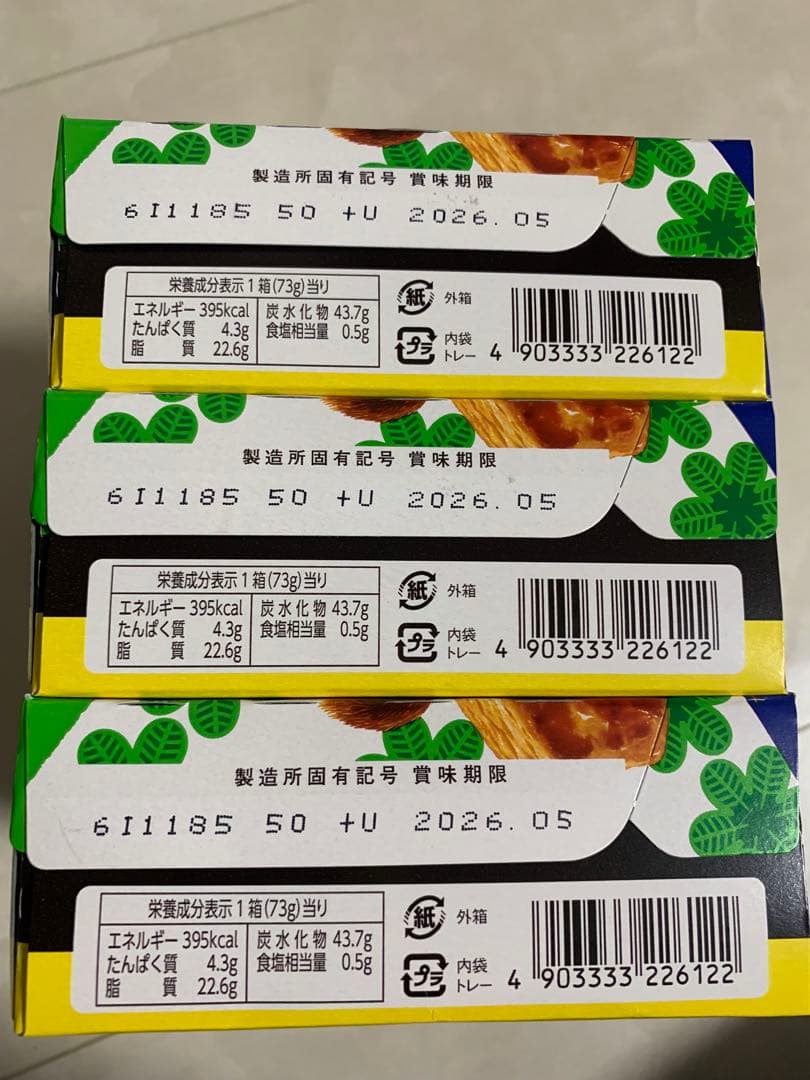 製造所固有記号 賞味期限
6I1185 50 +U 2026.05
栄養成分表示1箱(73g)当り
エネルギー 395kcal 炭水化物 43.7g
たんぱく質 4.3g 食塩相当量 0.5g
脂質 22.6g
紙 外箱
プラ 内袋
トレー
4 903333 226122
製造所固有記号 賞味期限
6I1185 50 +U 2026.05
栄養成分表示1箱(73g)当り
エネルギー 395kcal 炭水化物 43.7g
たんぱく質 4.3g 食塩相当量 0.5g
脂質 22.6g
紙 外箱
プラ 内袋
トレー
4 903333 226122
製造所固有記号 賞味期限
6I1185 50 +U 2026.05
栄養成分表示1箱(73g)当り
エネルギー 395kcal 炭水化物 43.7g
たんぱく質 4.3g 食塩相当量 0.5g
脂質 22.6g
紙 外箱
プラ 内袋
トレー
4 903333 226122